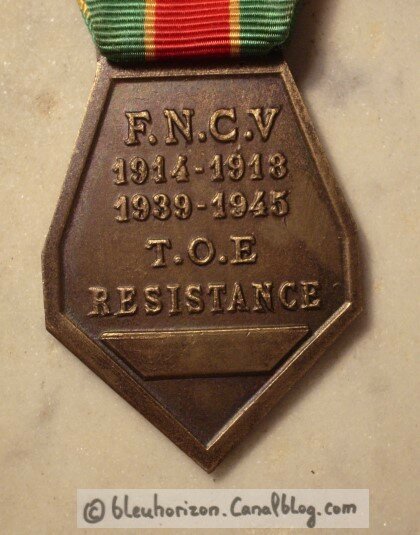 F.N.C.V
1914-1918
1939-1945
T.O.E
RESISTANCE
© bleuhorizon.Canalblog.com